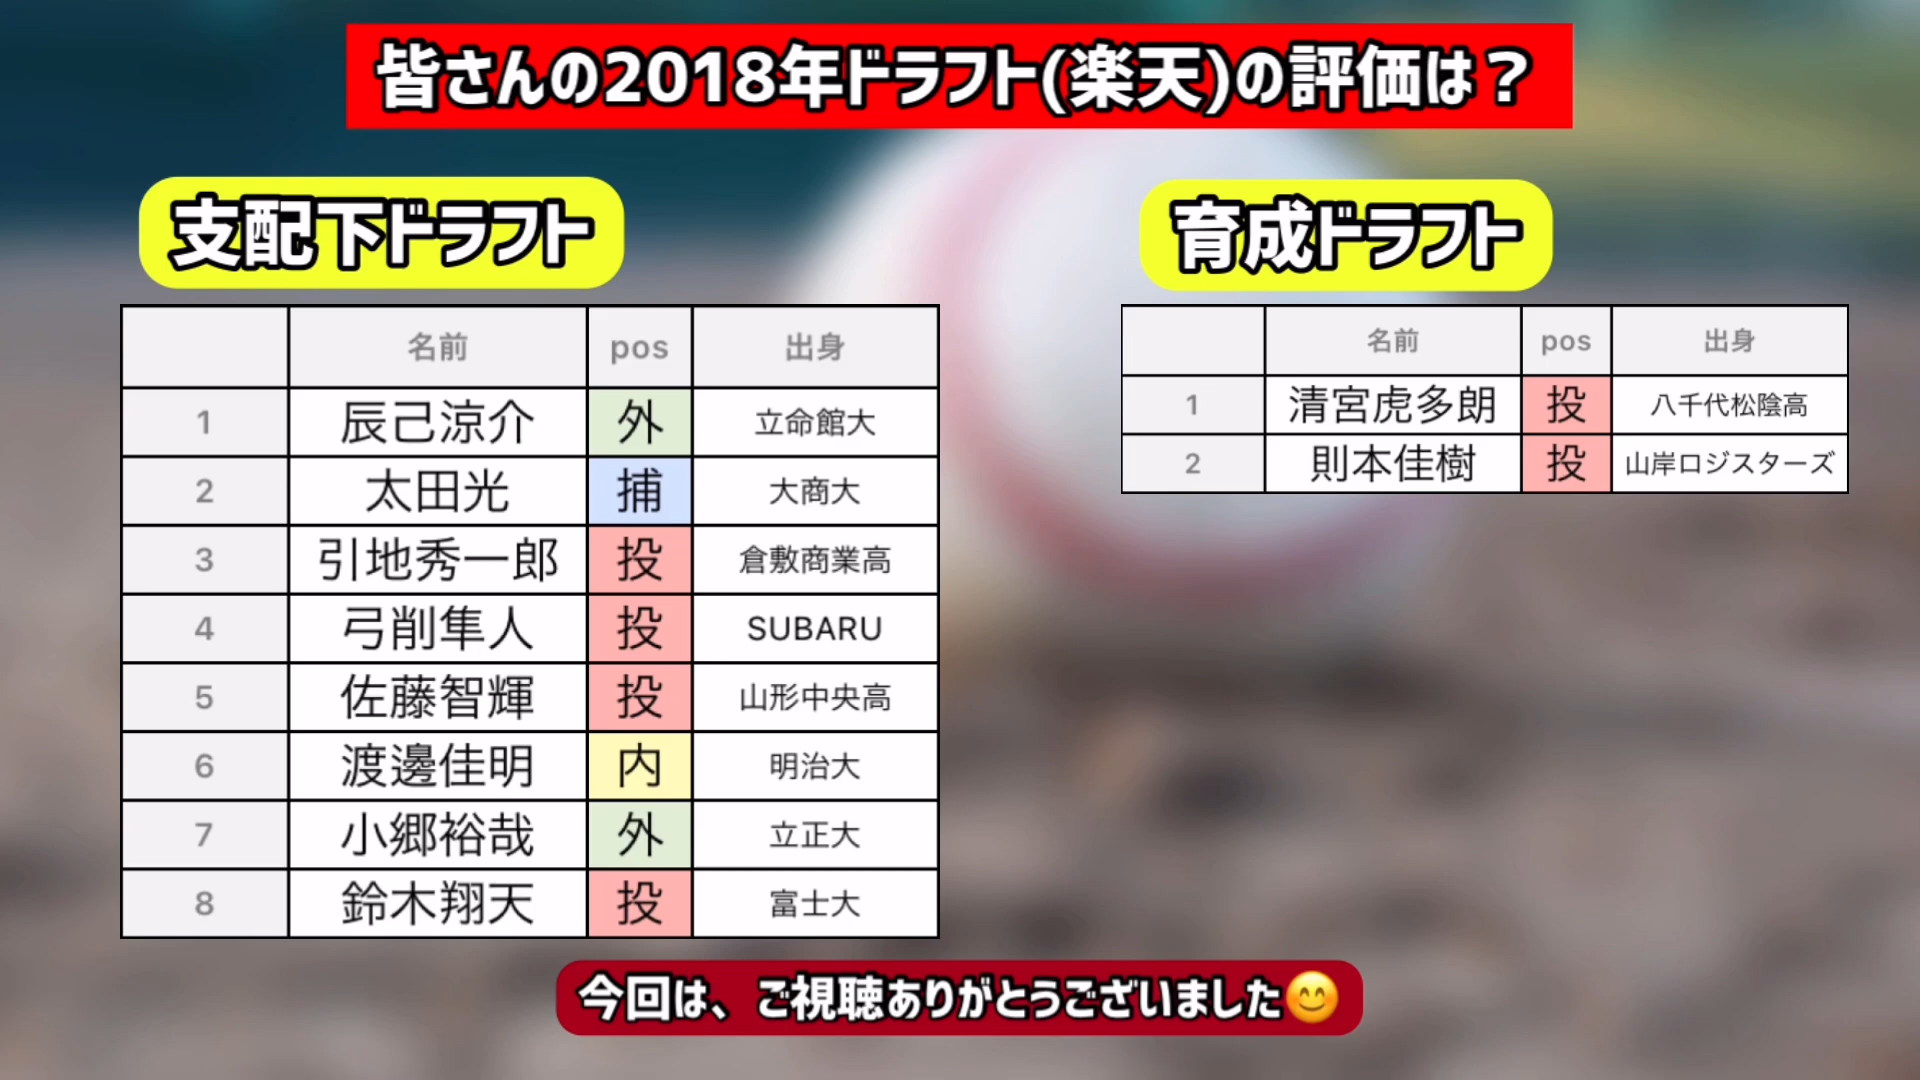 皆さんの2018年ドラフト(楽天)の評価は？
支配下ドラフト
名前 pos 出身
1 辰己涼介 外 立命館大
2 太田光 捕 大商大
3 引地秀一郎 投 倉敷商業高
4 弓削隼人 投 SUBARU
5 佐藤智輝 投 山形中央高
6 渡邊佳明 内 明治大
7 小郷裕哉 外 立正大
8 鈴木翔天 投 富士大
育成ドラフト
名前 pos 出身
1 清宮虎多朗 投 八千代松陰高
2 則本佳樹 投 山岸ロジスターズ
今回は、ご視聴ありがとうございました😊